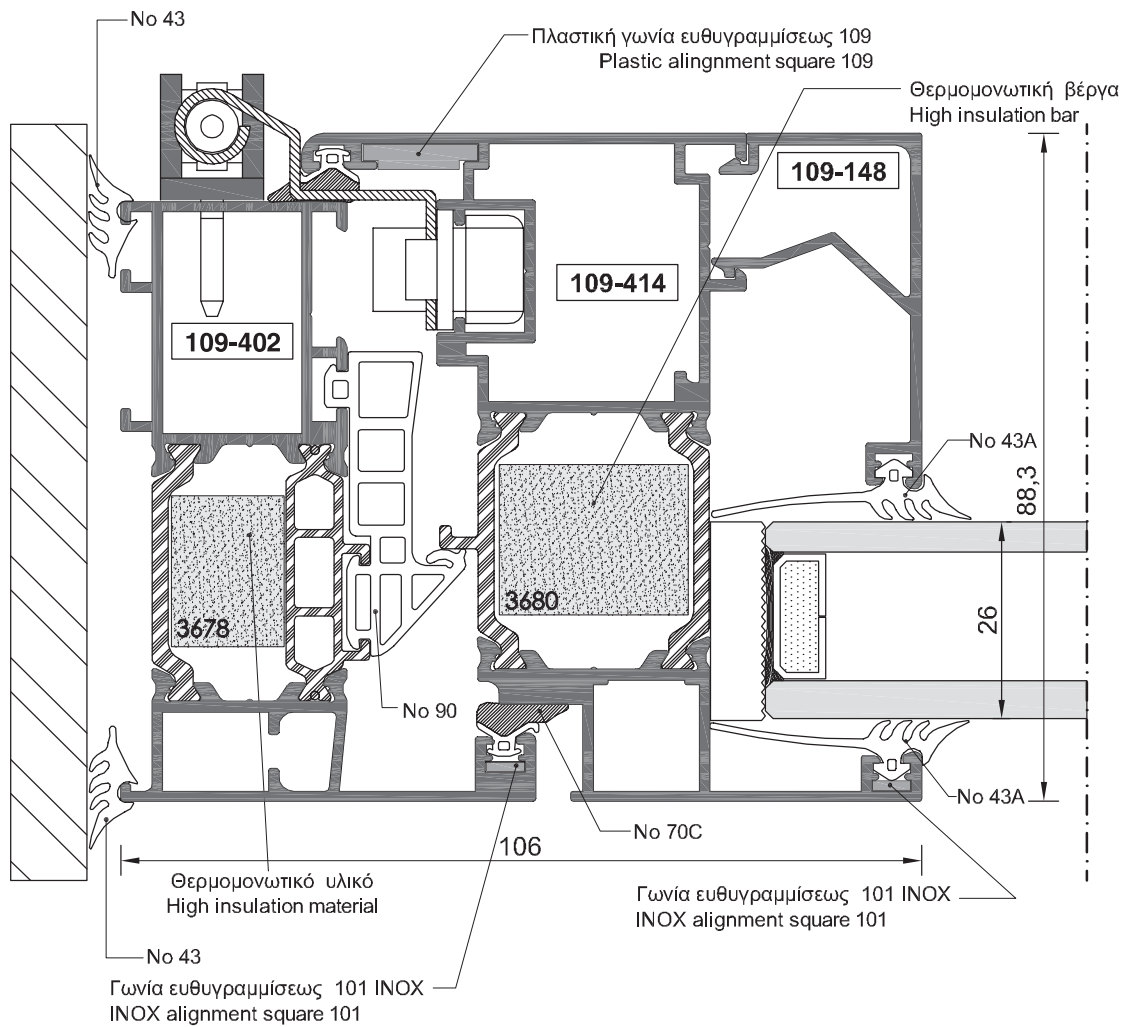 No 43
Πλαστική γωνία ευθυγραμμίσεως 109
Plastic alingnment square 109
Θερμομονωτική βέργα
High insulation bar
109-148
109-414
109-402
No 43A
88,3
3678
3680
26
No 90
No 43A
No 70C
106
Θερμομονωτικό υλικό
High insulation material
Γωνία ευθυγραμμίσεως 101 INOX
INOX alignment square 101
No 43
Γωνία ευθυγραμμίσεως 101 INOX
INOX alignment square 101